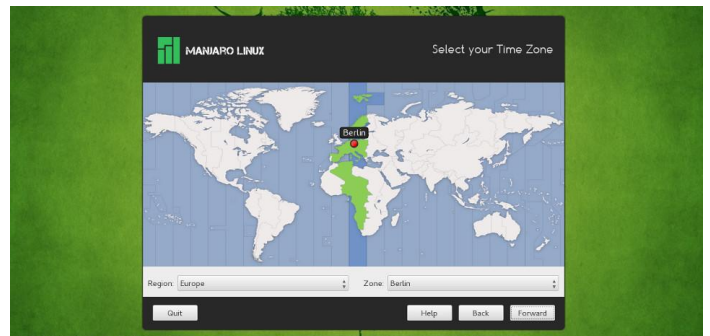 MANJARO LINUX
Select your Time Zone
Berlin
Region: Europe
Zone: Berlin
Quit
Help
Back
Forward